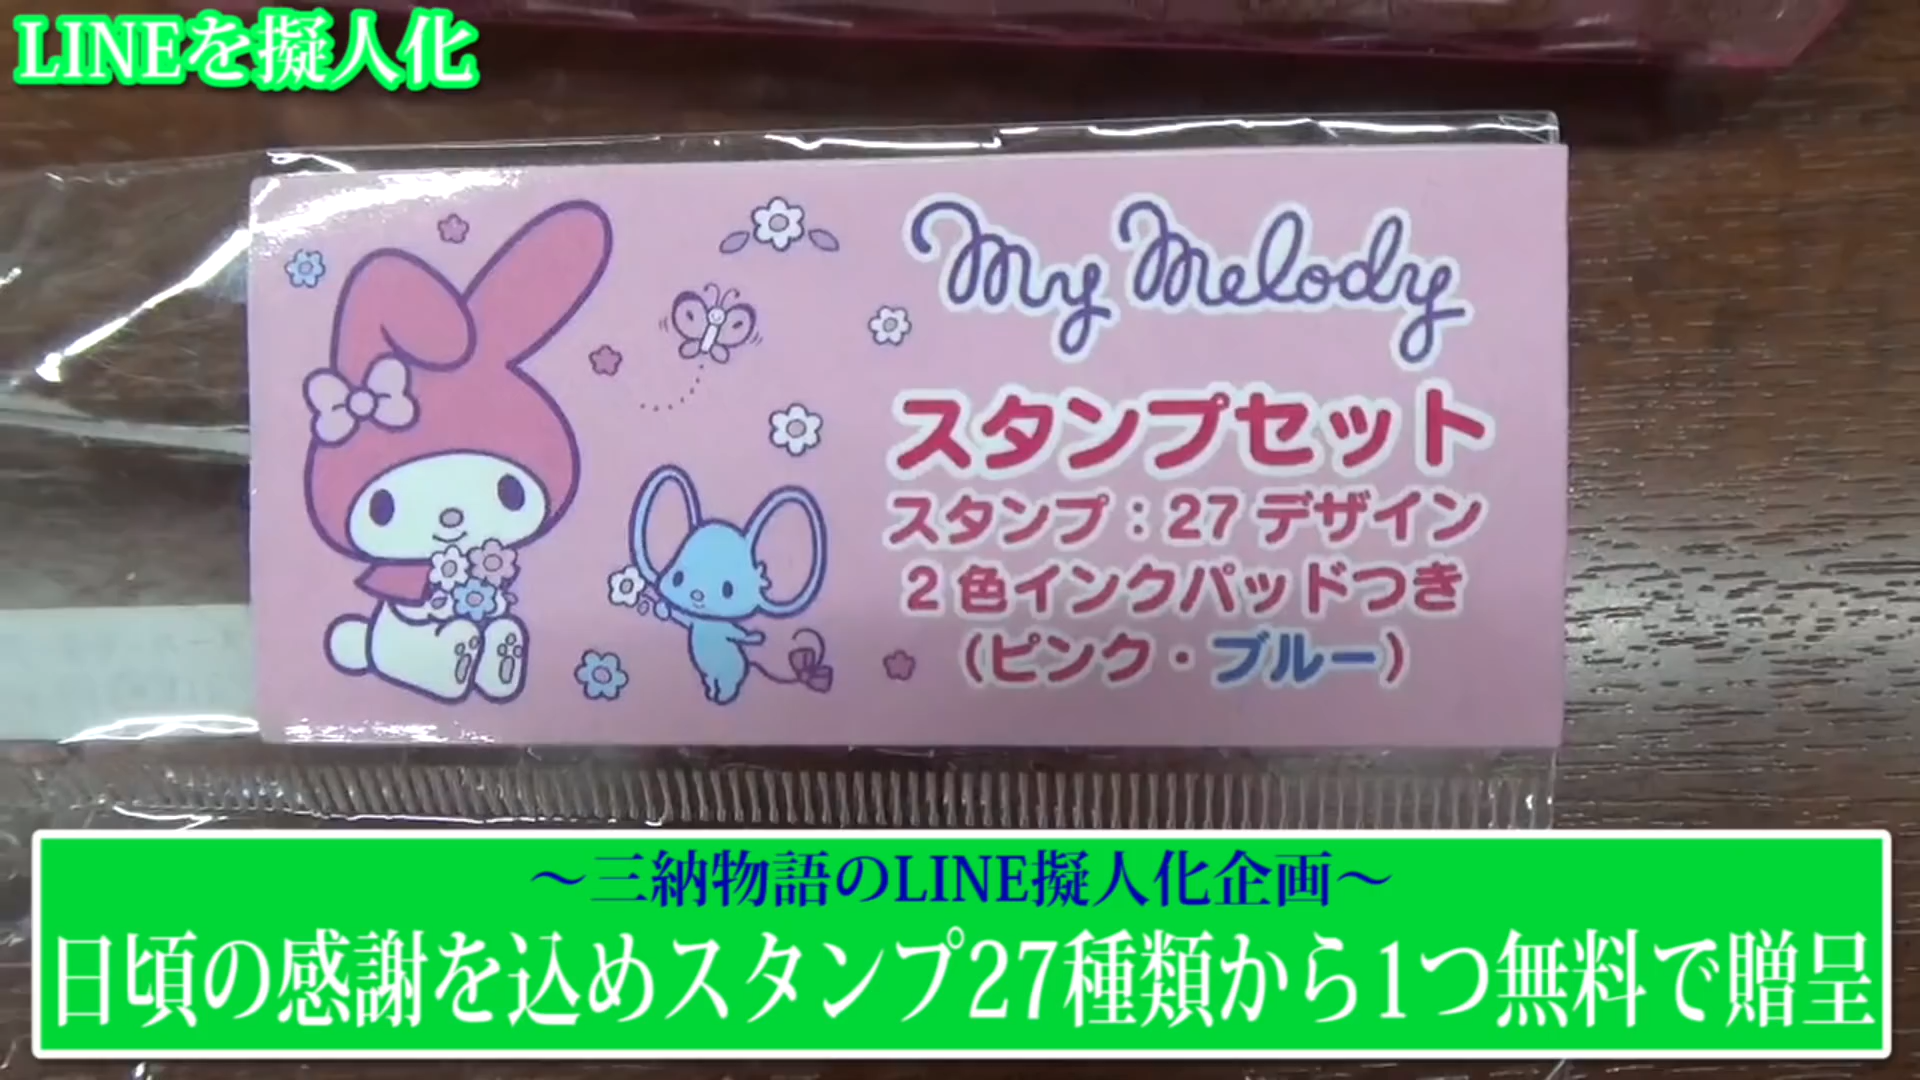 LINEを擬人化
My Melody
スタンプセット
スタンプ：27デザイン
2色インクパッドつき
（ピンク・ブルー）
～三納物語のLINE擬人化企画～
日頃の感謝を込めスタンプ27種類から1つ無料で贈呈